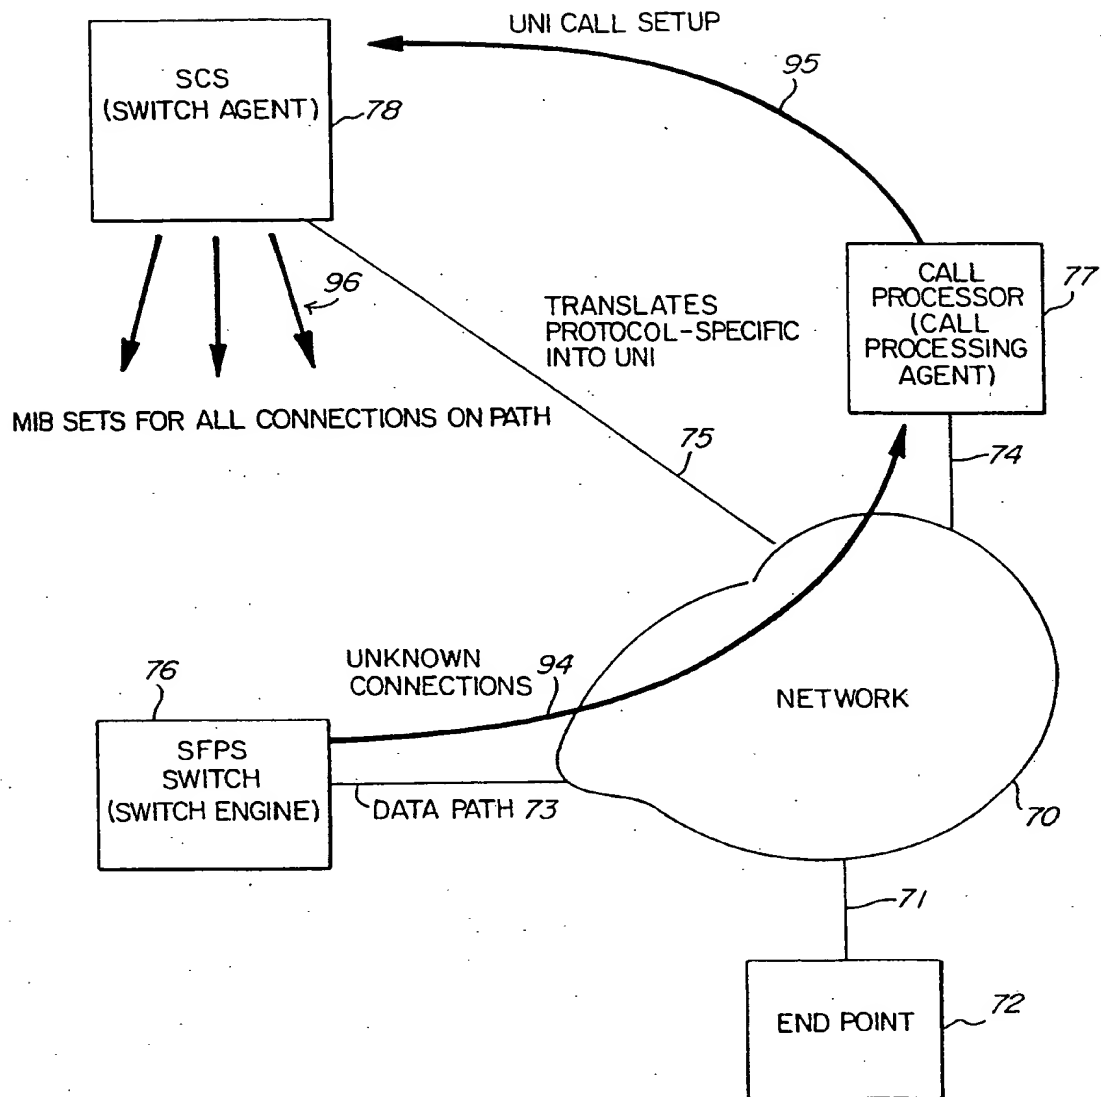 UNI CALL SETUP
95
SCS
(SWITCH AGENT)
78
96
CALL
PROCESSOR
(CALL
PROCESSING
AGENT)
77
TRANSLATES
PROTOCOL-SPECIFIC
INTO UNI
MIB SETS FOR ALL CONNECTIONS ON PATH
75
74
UNKNOWN
CONNECTIONS
94
76
NETWORK
SFPS
SWITCH
(SWITCH ENGINE)
DATA PATH 73
70
71
END POINT
72